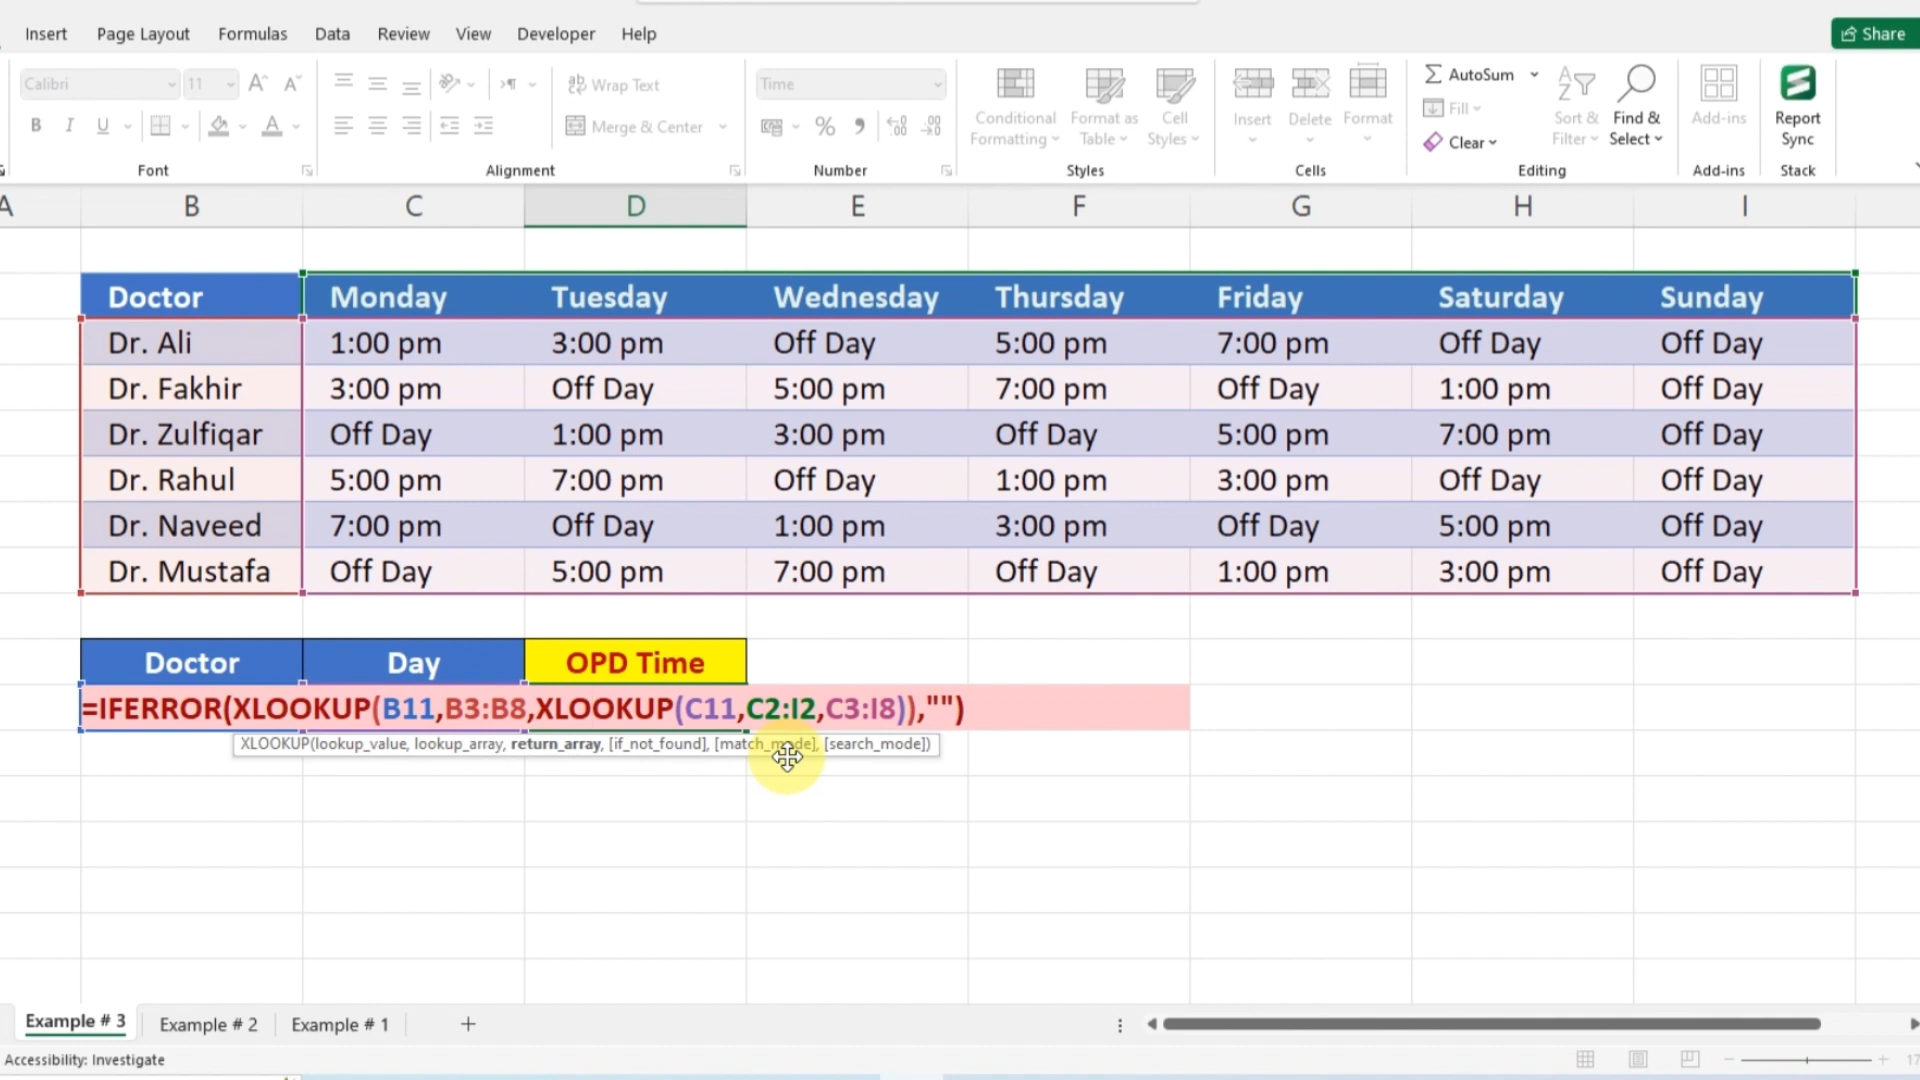 Insert Page Layout Formulas Data Review View Developer Help Share
Calibri 11 A^ A˅ Wrap Text Time Conditional Formatting Format as Table Cell Styles Insert Delete Format AutoSum Fill Clear Sort & Filter Find & Select Add-ins Report Sync
B I U A Merge & Center % 9
Font Alignment Number Styles Cells Editing Add-ins Stack
A B C D E F G H I
Doctor Monday Tuesday Wednesday Thursday Friday Saturday Sunday
Dr. Ali 1:00 pm 3:00 pm Off Day 5:00 pm 7:00 pm Off Day Off Day
Dr. Fakhir 3:00 pm Off Day 5:00 pm 7:00 pm Off Day 1:00 pm Off Day
Dr. Zulfiqar Off Day 1:00 pm 3:00 pm Off Day 5:00 pm 7:00 pm Off Day
Dr. Rahul 5:00 pm 7:00 pm Off Day 1:00 pm 3:00 pm Off Day Off Day
Dr. Naveed 7:00 pm Off Day 1:00 pm 3:00 pm Off Day 5:00 pm Off Day
Dr. Mustafa Off Day 5:00 pm 7:00 pm Off Day 1:00 pm 3:00 pm Off Day
Doctor Day OPD Time
=IFERROR(XLOOKUP(B11,B3:B8,XLOOKUP(C11,C2:I2,C3:I8)),"")
XLOOKUP(lookup_value, lookup_array, return_array, [if_not_found], [match_mode], [search_mode])
Example # 3 Example # 2 Example # 1 +
Accessibility: Investigate 17